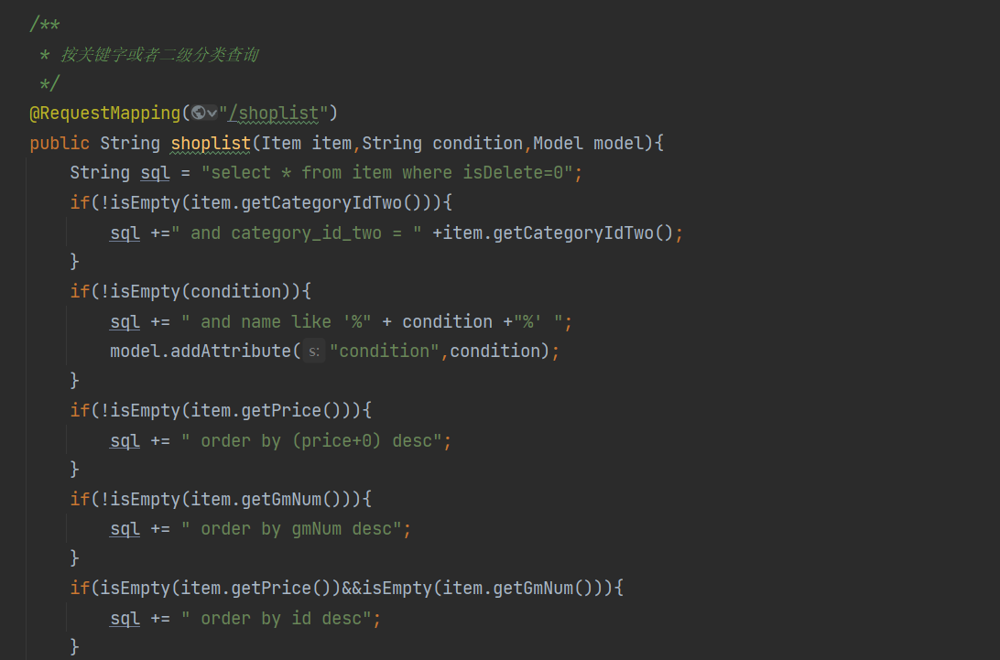 /**
* 按关键字或者二级分类查询
*/
@RequestMapping("/shoplist")
public String shoplist(Item item,String condition,Model model){
String sql = "select * from item where isDelete=0";
if(!isEmpty(item.getCategoryIdTwo())){
sql +=" and category_id_two = " +item.getCategoryIdTwo();
}
if(!isEmpty(condition)){
sql += " and name like '%" + condition +"%' ";
model.addAttribute( s: "condition",condition);
}
if(!isEmpty(item.getPrice())){
sql += " order by (price+0) desc";
}
if(!isEmpty(item.getGmNum())){
sql += " order by gmNum desc";
}
if(isEmpty(item.getPrice())&&isEmpty(item.getGmNum())){
sql += " order by id desc";
}